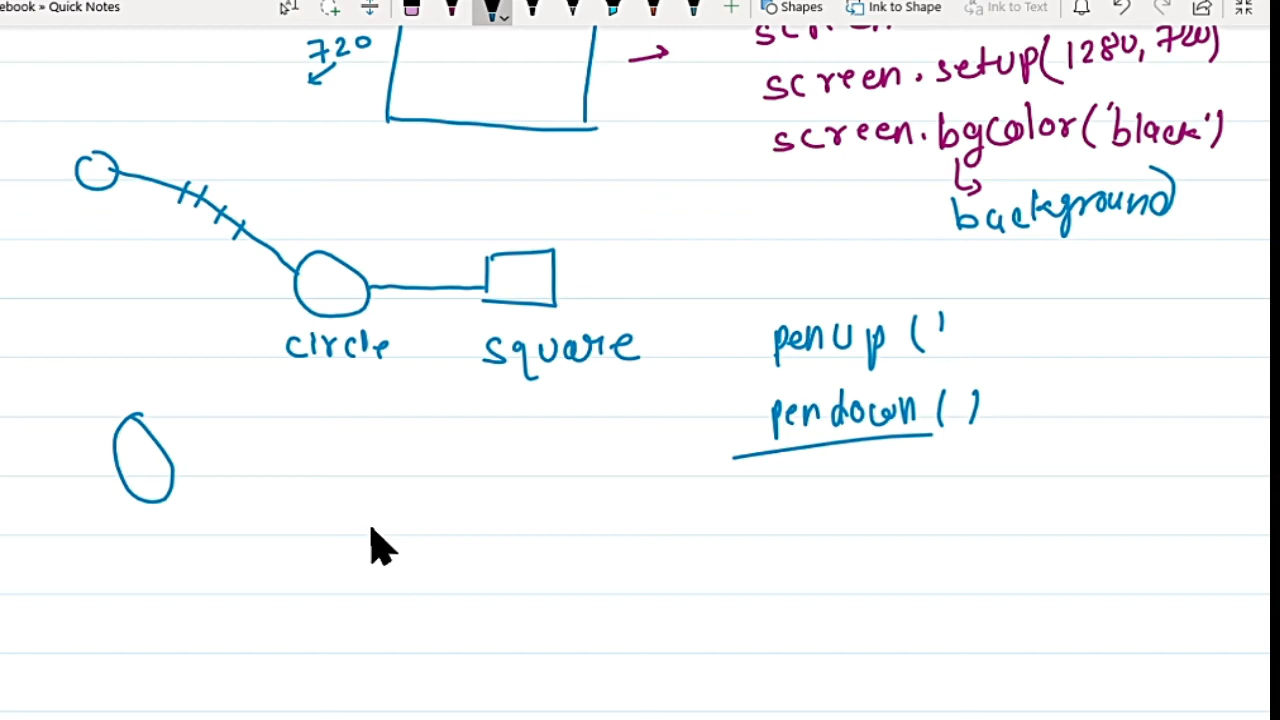 ebook » Quick Notes
Shapes
Ink to Shape
Ink to Text
720
screen.setup(1280, 720)
screen.bgcolor('black')
background
circle
square
penup ('
pendown ( )